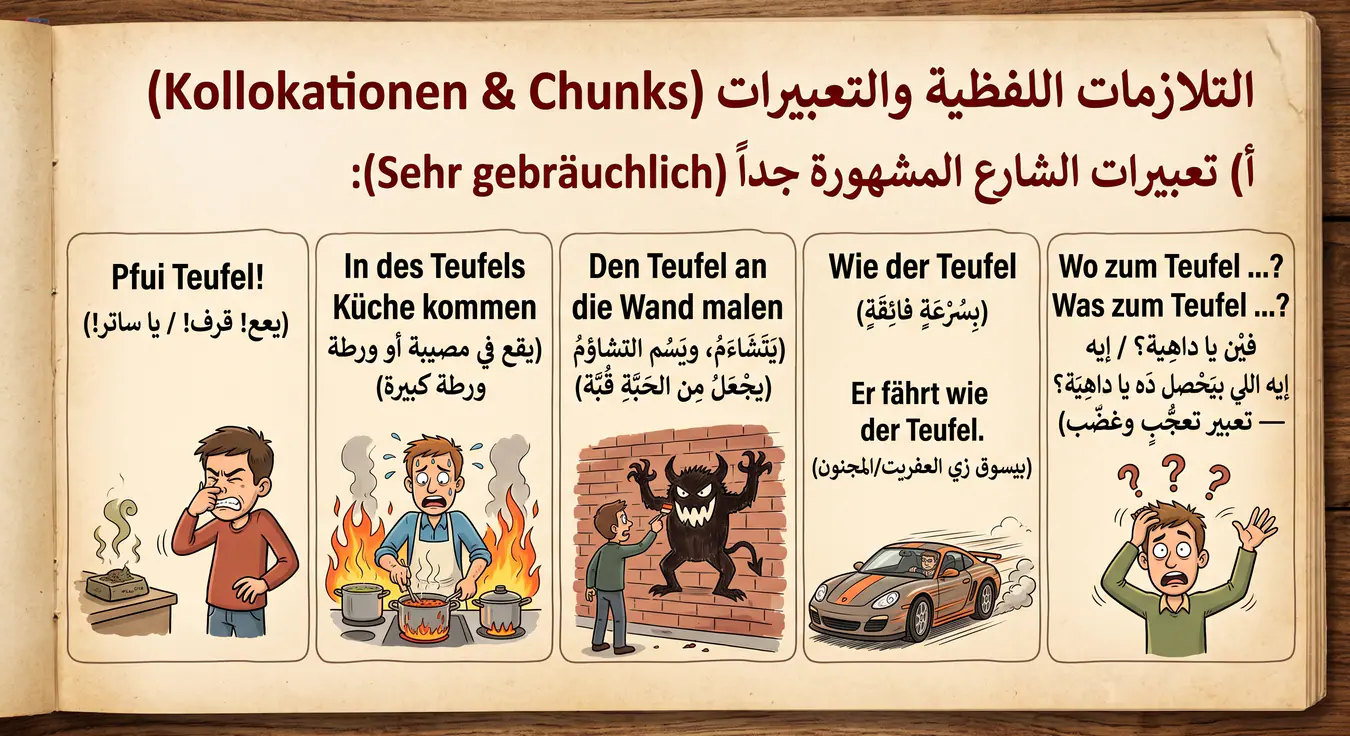 التلازمات اللفظية والتعبيرات (Kollokationen & Chunks)
أ) تعبيرات الشارع المشهورة جداً (Sehr gebräuchlich):
Pfui Teufel!
(يعع! قرف! / يا ساتر!)
In des Teufels
Küche kommen
(يقع في مصيبة أو ورطة
ورطة كبيرة)
Den Teufel an
die Wand malen
(يَتَشَاءَمُ، ويَسُم التشاؤمُ
(يجْعَلُ مِن الحَبَّةِ قُبَّة)
Wie der Teufel
(بِسُرْعَةٍ فائِقَةٍ)
Er fährt wie
der Teufel.
(بيسوق زي العفريت/المجنون)
Wo zum Teufel ...?
Was zum Teufel ...?
فيْن يا داهِية؟ / إيه
إيه اللي بيَحْصل دَه يا داهِيَة؟
— تعبير تعجُّبٍ وغضَّب)